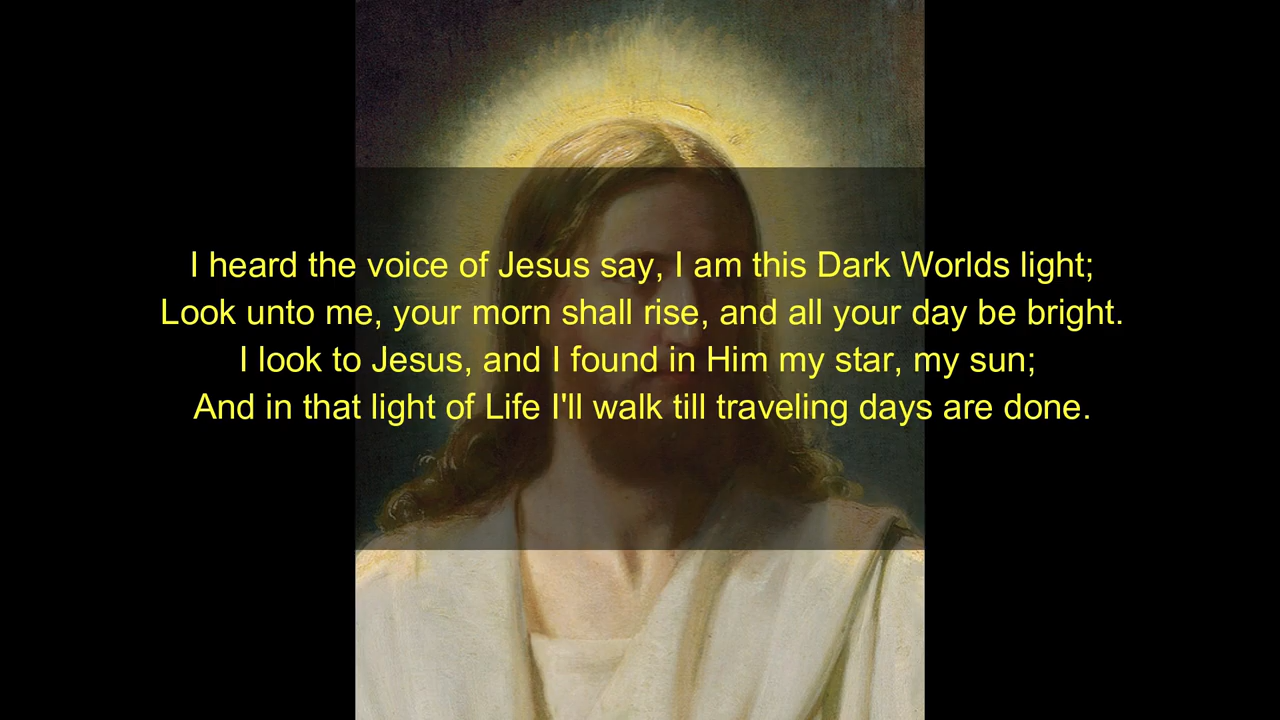 I heard the voice of Jesus say, I am this Dark Worlds light;
Look unto me, your morn shall rise, and all your day be bright.
I look to Jesus, and I found in Him my star, my sun;
And in that light of Life I'll walk till traveling days are done.